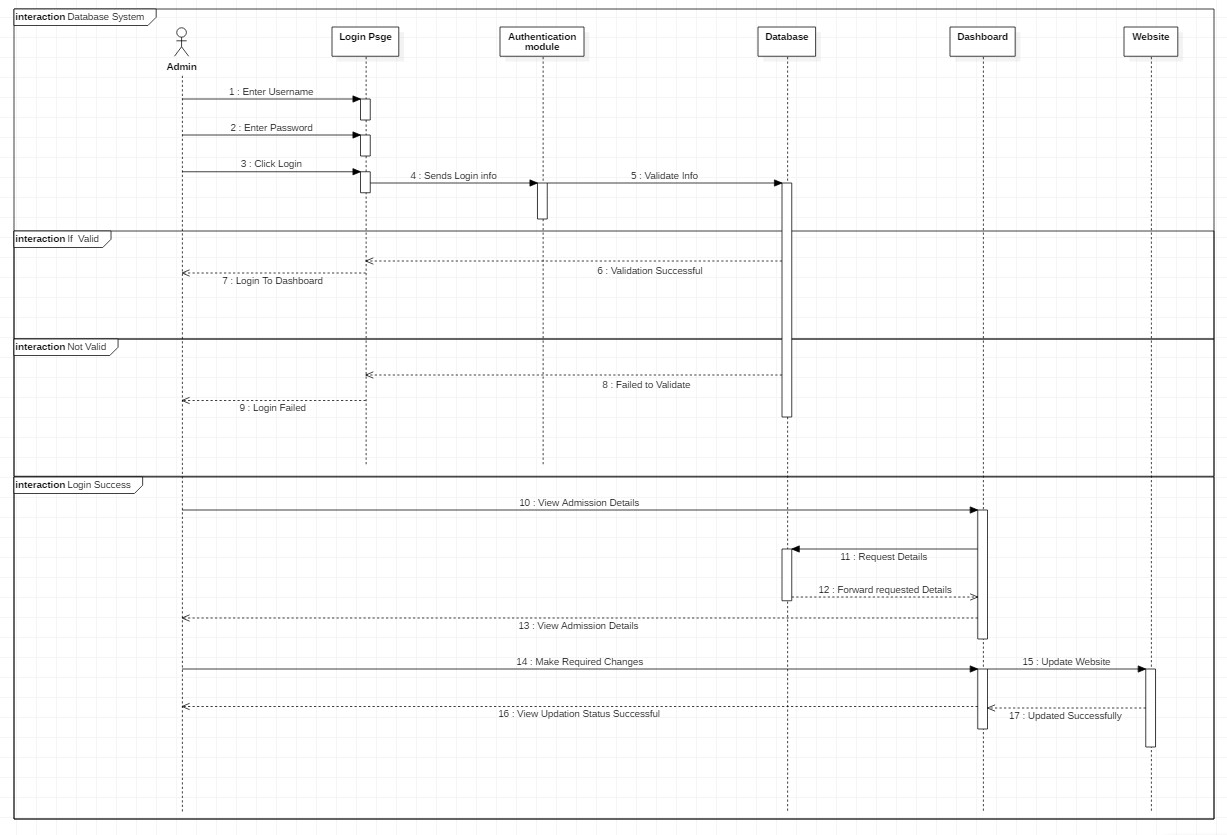 interaction Database System
Admin
Login Psge
Authentication
module
Database
Dashboard
Website
1 : Enter Username
2 : Enter Password
3 : Click Login
4 : Sends Login info
5 : Validate Info
interaction If Valid
6 : Validation Successful
7 : Login To Dashboard
interaction Not Valid
8 : Failed to Validate
9 : Login Failed
interaction Login Success
10 : View Admission Details
11 : Request Details
12 : Forward requested Details
13 : View Admission Details
14 : Make Required Changes
15 : Update Website
16 : View Updation Status Successful
17 : Updated Successfully